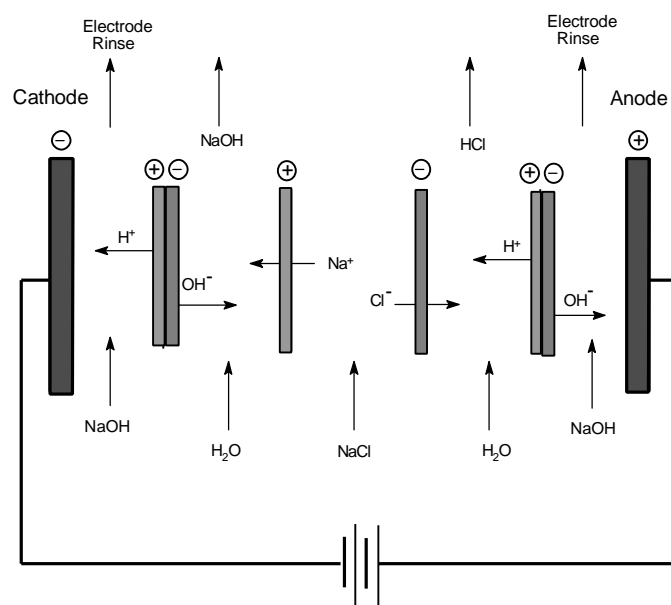 Electrode
Rinse
Electrode
Rinse
Cathode
Anode
NaOH
HCl
−
+ −
+
−
+ −
+
H⁺
Na⁺
H⁺
OH⁻
Cl⁻
OH⁻
NaOH
H₂O
NaCl
H₂O
NaOH